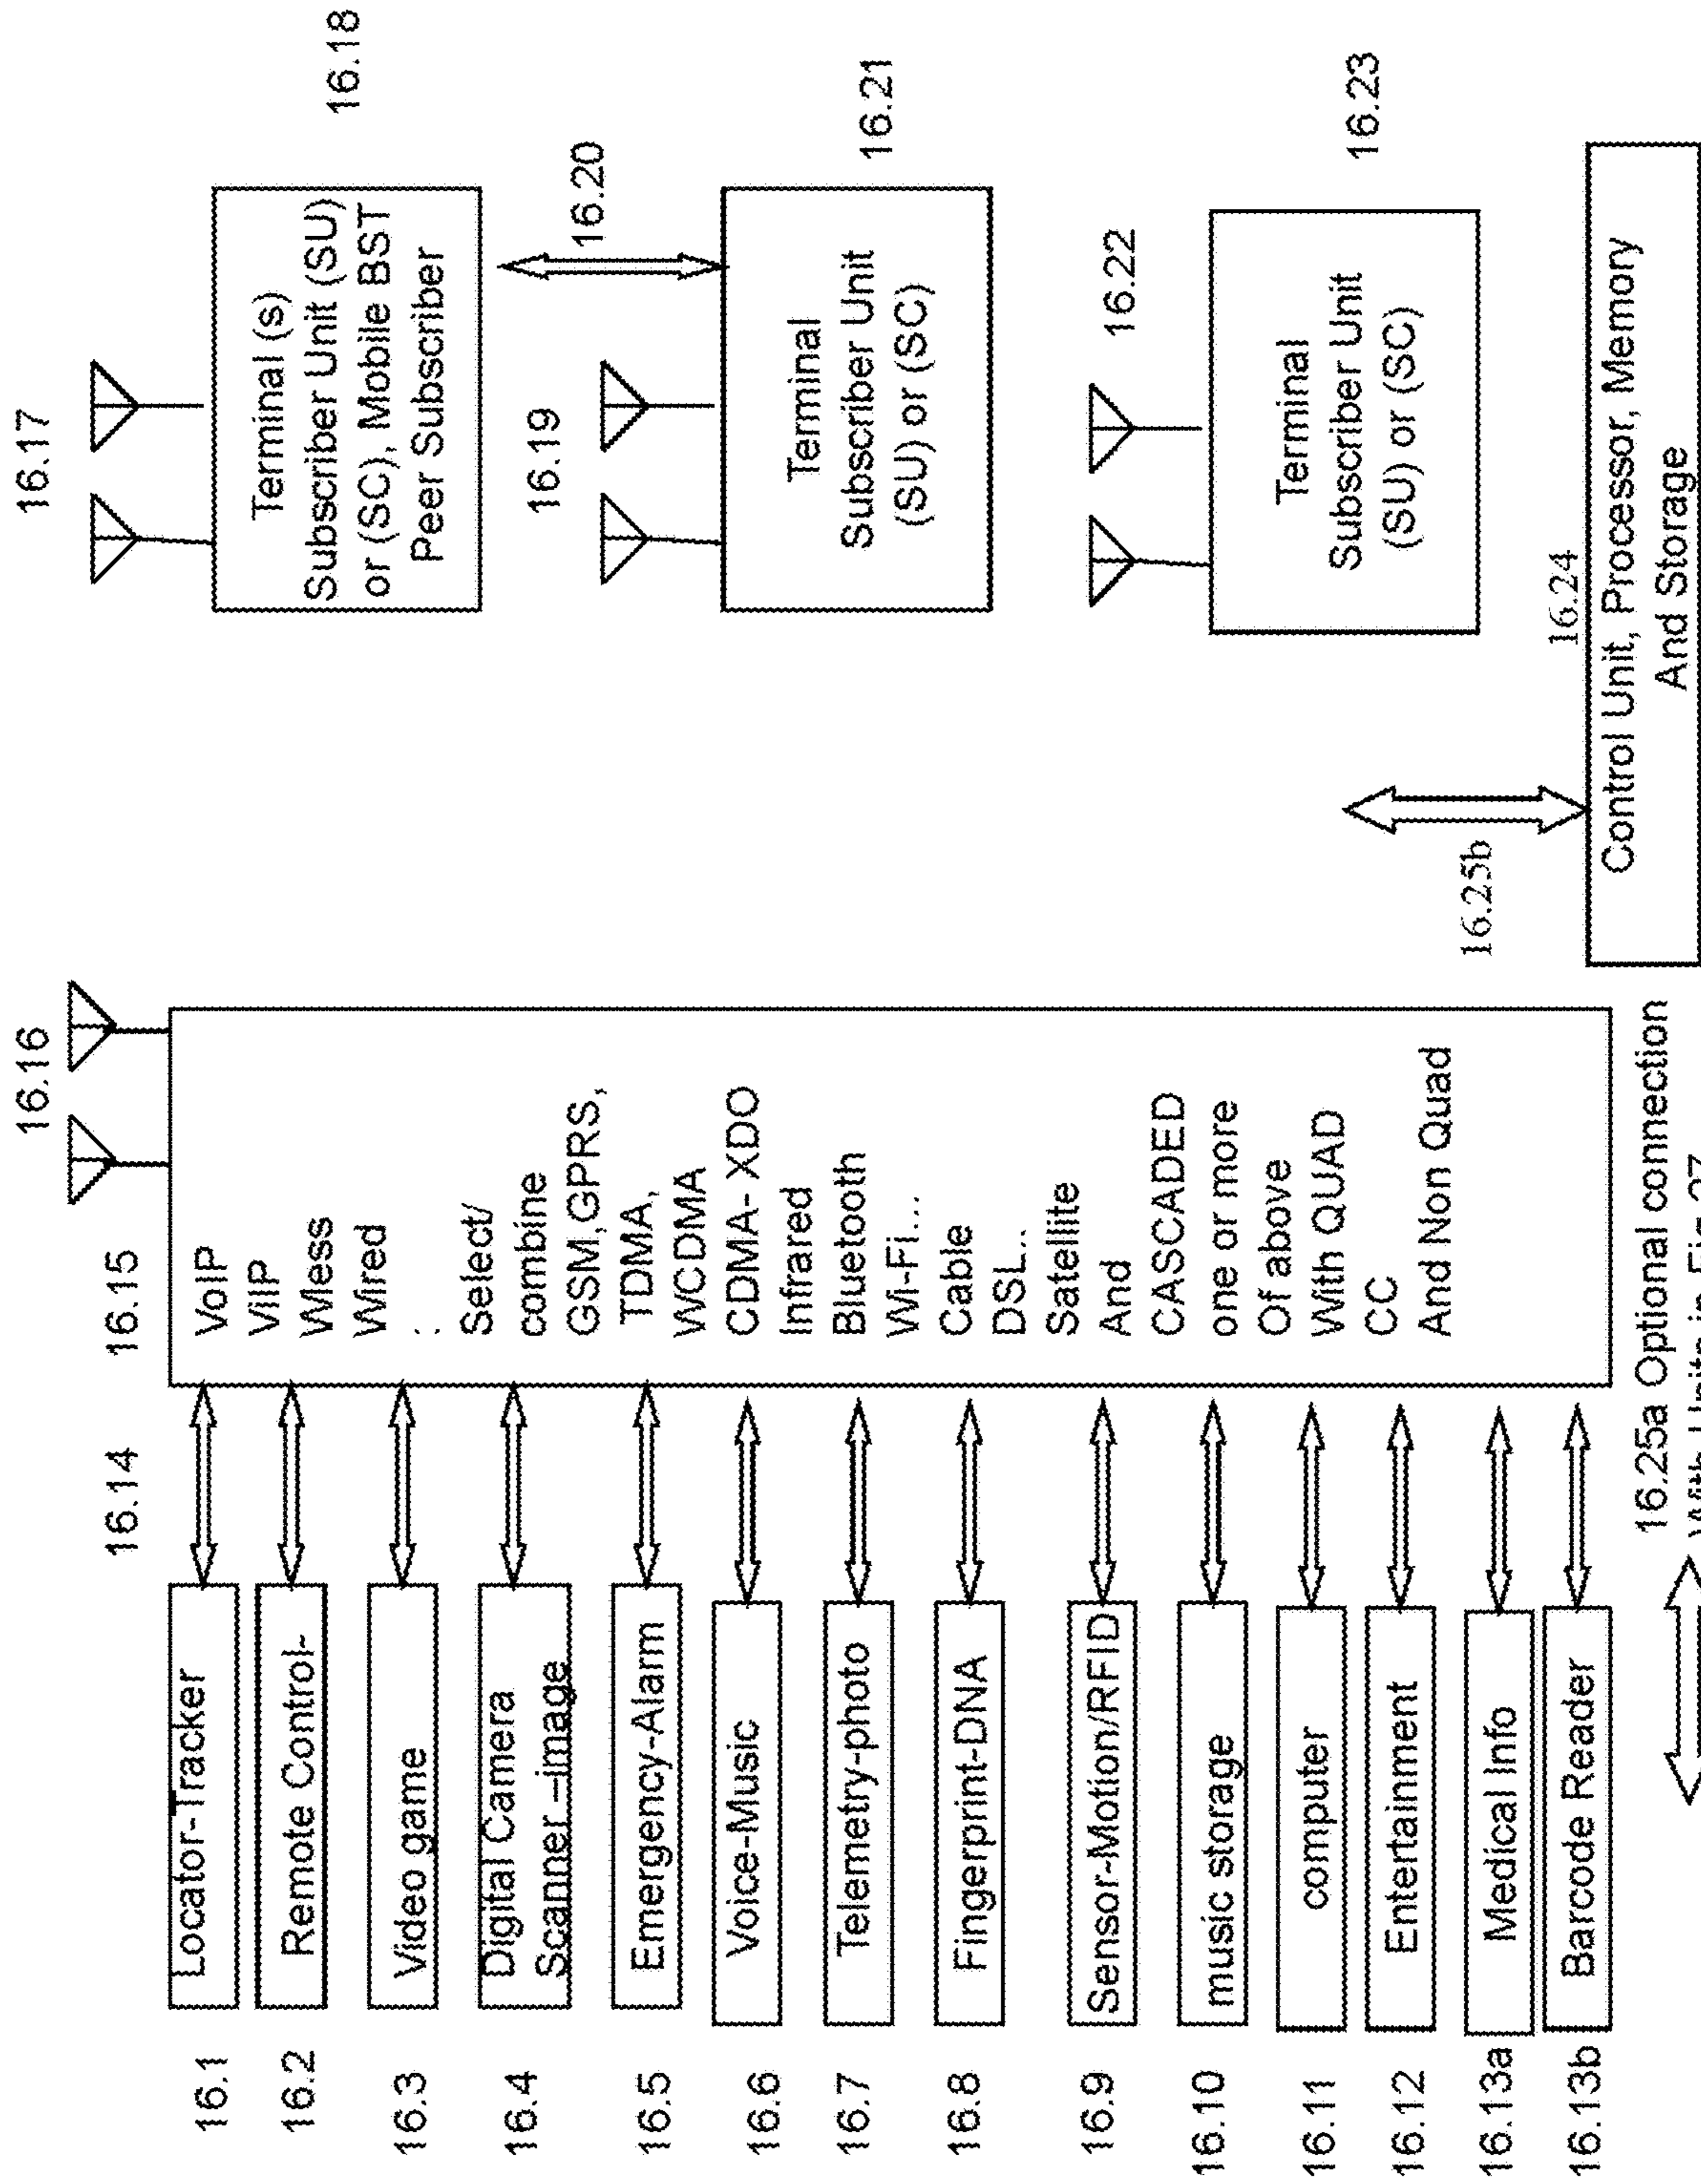 16.1
Locator-Tracker
16.2
Remote Control-
16.3
Video game
16.4
Digital Camera
Scanner –image
16.5
Emergency-Alarm
16.6
Voice-Music
16.7
Telemetry-photo
16.8
Fingerprint-DNA
16.9
Sensor-Motion/RFID
16.10
music storage
16.11
computer
16.12
Entertainment
16.13a
Medical Info
16.13b
Barcode Reader
16.14
16.15
16.16
VoIP
ViIP
Wless
Wired
:
Select/
combine
GSM,GPRS,
TDMA,
WCDMA
CDMA- XDO
Infrared
Bluetooth
Wi-Fi...
Cable
DSL..
Satellite
And
CASCADED
one or more
Of above
With QUAD
CC
And Non Quad
16.25a Optional connection
With Units in Fig
16.17
Terminal (s)
Subscriber Unit (SU)
or (SC), Mobile BST
Peer Subscriber
16.18
16.19
16.20
Terminal
Subscriber Unit
(SU) or (SC)
16.21
16.22
Terminal
Subscriber Unit
(SU) or (SC)
16.23
16.25b
16.24
Control Unit, Processor, Memory
And Storage